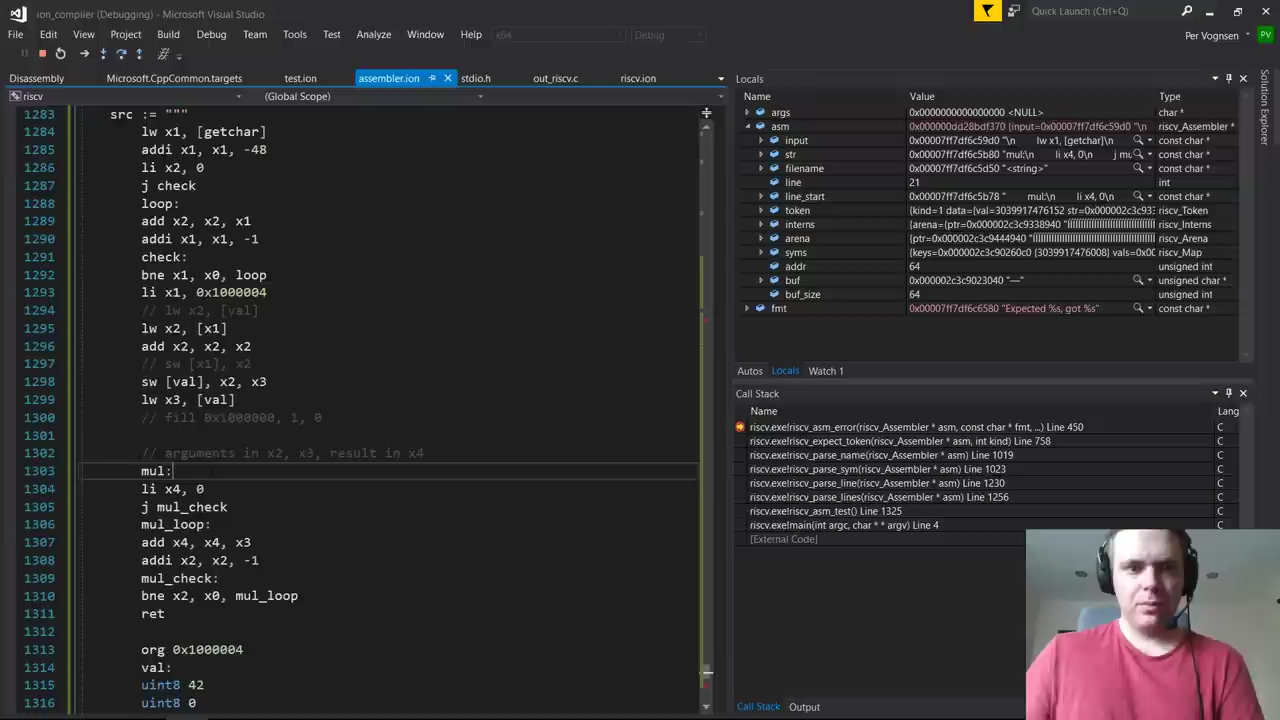 ion_compiler (Debugging) - Microsoft Visual Studio
Quick Launch (Ctrl+Q)
File Edit View Project Build Debug Team Tools Test Analyze Window Help x64 Debug
Per Vognsen PV
Disassembly Microsoft.CppCommon.targets test.ion assembler.ion stdio.h out_riscv.c riscv.ion
riscv (Global Scope)
1283 src := """
1284 lw x1, [getchar]
1285 addi x1, x1, -48
1286 li x2, 0
1287 j check
1288 loop:
1289 add x2, x2, x1
1290 addi x1, x1, -1
1291 check:
1292 bne x1, x0, loop
1293 li x1, 0x1000004
1294 // lw x2, [val]
1295 lw x2, [x1]
1296 add x2, x2, x2
1297 // sw [x1], x2
1298 sw [val], x2, x3
1299 lw x3, [val]
1300 // fill 0x1000000, 1, 0
1301
1302 // arguments in x2, x3, result in x4
1303 mul:
1304 li x4, 0
1305 j mul_check
1306 mul_loop:
1307 add x4, x4, x3
1308 addi x2, x2, -1
1309 mul_check:
1310 bne x2, x0, mul_loop
1311 ret
1312
1313 org 0x1000004
1314 val:
1315 uint8 42
1316 uint8 0
Locals
Name Value Type
args 0x0000000000000000 <NULL> char *
asm 0x000000dd28bdf370 {input=0x00007ff7df6c59d0 "\n riscv_Assembler *
input 0x00007ff7df6c59d0 "\n lw x1, [getchar]\n const char *
str 0x00007ff7df6c5b80 "mul:\n li x4, 0\n j mu const char *
filename 0x00007ff7df6c5d50 "<string>" const char *
line 21 int
line_start 0x00007ff7df6c5b78 " mul:\n li x4, 0\n const char *
token {kind=1 data={val=3039917476152 str=0x000002c3c93 riscv_Token
interns {arena={ptr=0x000002c3c9338940 riscv_Interns
arena {ptr=0x000002c3c9444940 riscv_Arena
syms {keys=0x000002c3c90260c0 {3039917476008} vals=0x00 riscv_Map
addr 64 unsigned int
buf 0x000002c3c9023040 "—" unsigned char *
buf_size 64 unsigned int
fmt 0x00007ff7df6c6580 "Expected %s, got %s" const char *
Autos Locals Watch 1
Call Stack
Name Lang
riscv.exe!riscv_asm_error(riscv_Assembler * asm, const char * fmt, ...) Line 450 C
riscv.exe!riscv_expect_token(riscv_Assembler * asm, int kind) Line 758 C
riscv.exe!riscv_parse_name(riscv_Assembler * asm) Line 1019 C
riscv.exe!riscv_parse_sym(riscv_Assembler * asm) Line 1023 C
riscv.exe!riscv_parse_line(riscv_Assembler * asm) Line 1230 C
riscv.exe!riscv_parse_lines(riscv_Assembler * asm) Line 1256 C
riscv.exe!riscv_asm_test() Line 1325 C
riscv.exe!main(int argc, char * * argv) Line 4 C
[External Code]
Call Stack Output
Solution Explorer